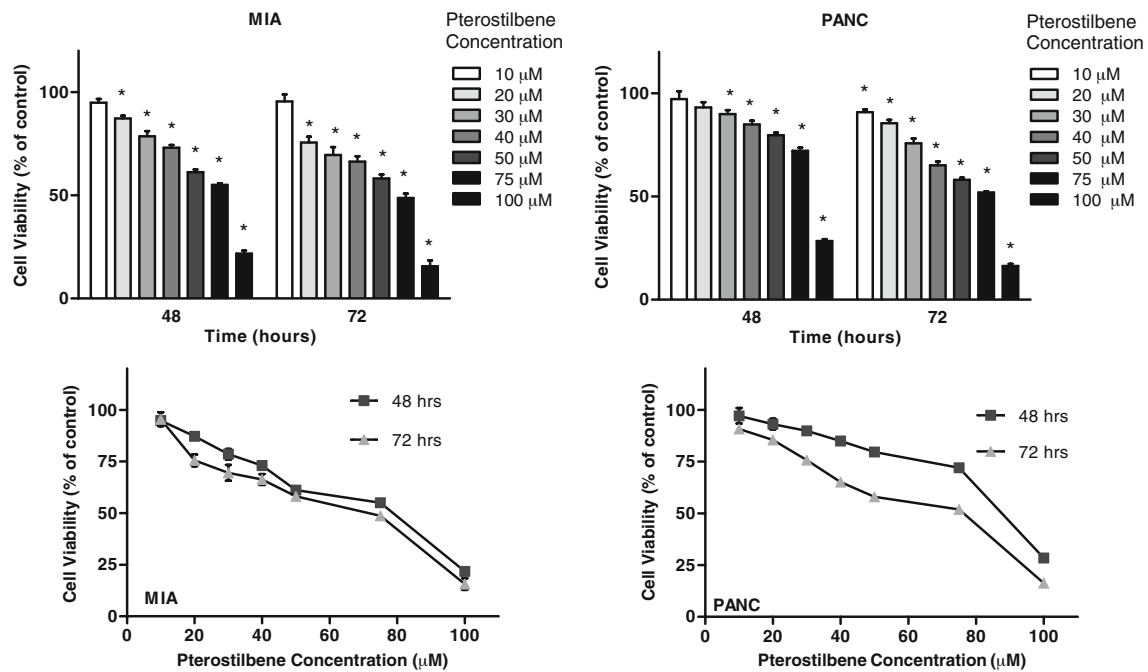 MIA
Pterostilbene
Concentration
10 μM
20 μM
30 μM
40 μM
50 μM
75 μM
100 μM
Cell Viability (% of control)
100
50
0
* * * * * *
* * * * * *
48 72
Time (hours)
PANC
Pterostilbene
Concentration
10 μM
20 μM
30 μM
40 μM
50 μM
75 μM
100 μM
Cell Viability (% of control)
100
50
0
* * * * *
* * * * * * *
48 72
Time (hours)
Cell Viability (% of control)
100
75
50
25
0
48 hrs
72 hrs
MIA
0 20 40 60 80 100
Pterostilbene Concentration (μM)
Cell Viability (% of control)
100
75
50
25
0
48 hrs
72 hrs
PANC
0 20 40 60 80 100
Pterostilbene Concentration (μM)